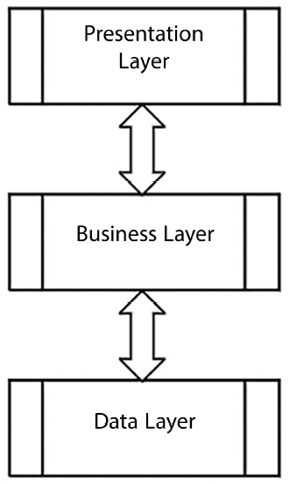 Presentation
Layer
Business Layer
Data Layer